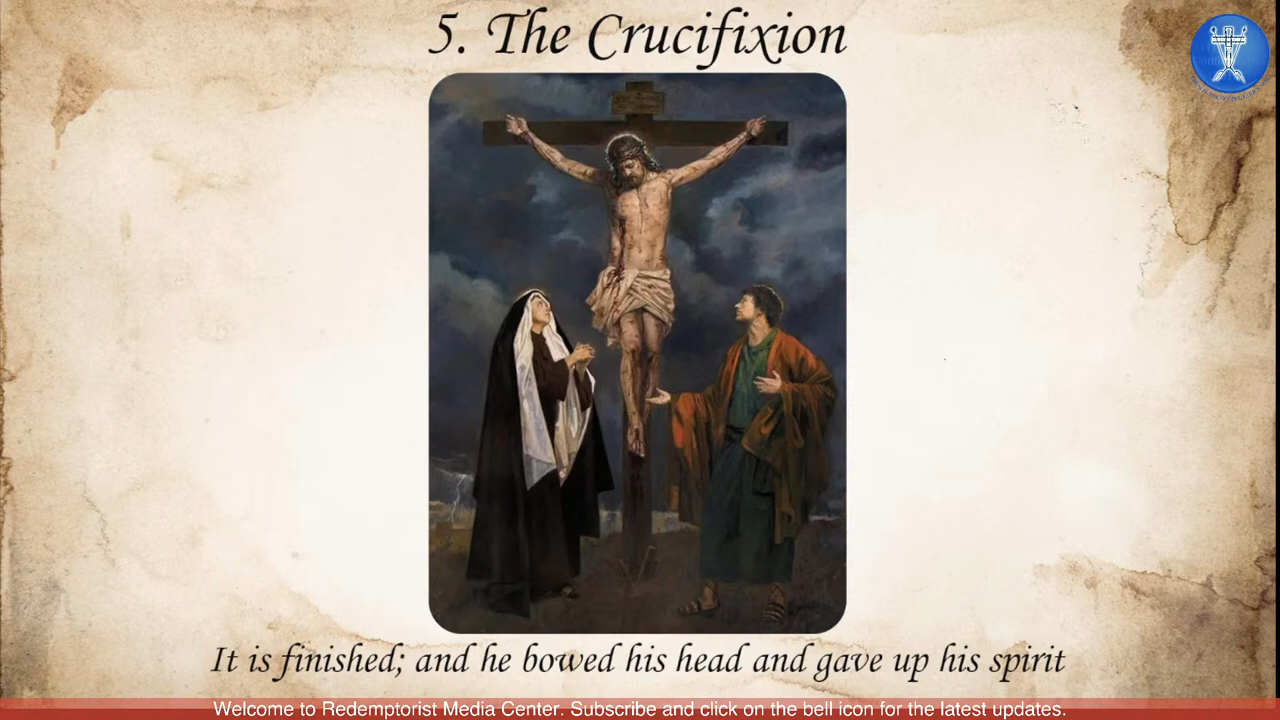 5. The Crucifixion
It is finished; and he bowed his head and gave up his spirit
Welcome to Redemptorist Media Center. Subscribe and click on the bell icon for the latest updates.